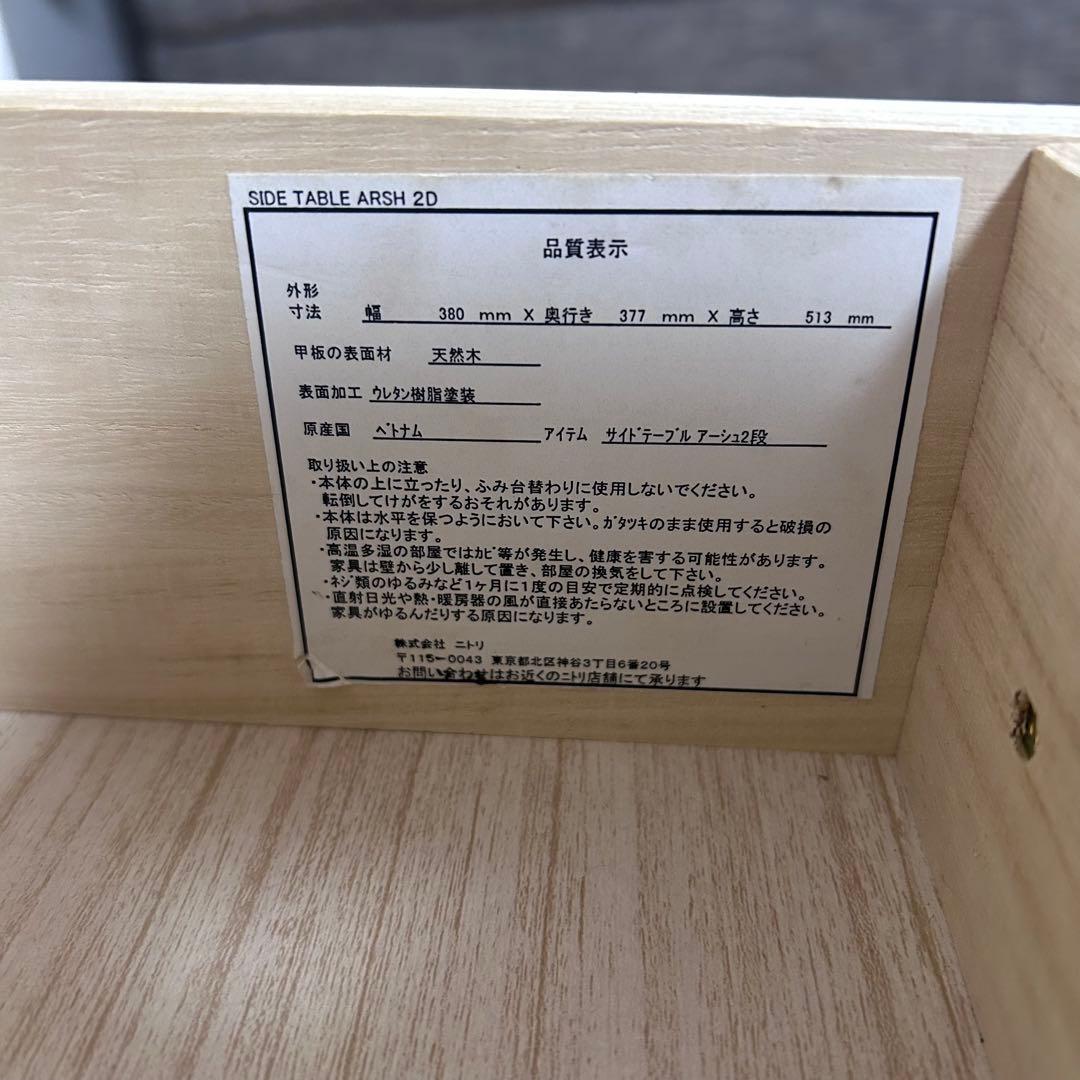 SIDE TABLE ARSH 2D
品質表示
外形
寸法 幅 380 mm X 奥行き 377 mm X 高さ 513 mm
甲板の表面材 天然木
表面加工 ウレタン樹脂塗装
原産国 ベトナム アイテム サイドテーブル アーシュ2段
取り扱い上の注意
・本体の上に立ったり、ふみ台替わりに使用しないでください。
転倒してけがをするおそれがあります。
・本体は水平を保つようにおいて下さい。ガタツキのまま使用すると破損の
原因になります。
・高温多湿の部屋ではカビ等が発生し、健康を害する可能性があります。
家具は壁から少し離して置き、部屋の換気をして下さい。
・ネジ類のゆるみなど1ヶ月に1度の目安で定期的に点検してください。
・直射日光や熱・暖房器の風が直接あたらないところに設置してください。
家具がゆるんだりする原因になります。
株式会社 ニトリ
〒115-0043 東京都北区神谷3丁目6番20号
お問い合わせはお近くのニトリ店舗にて承ります